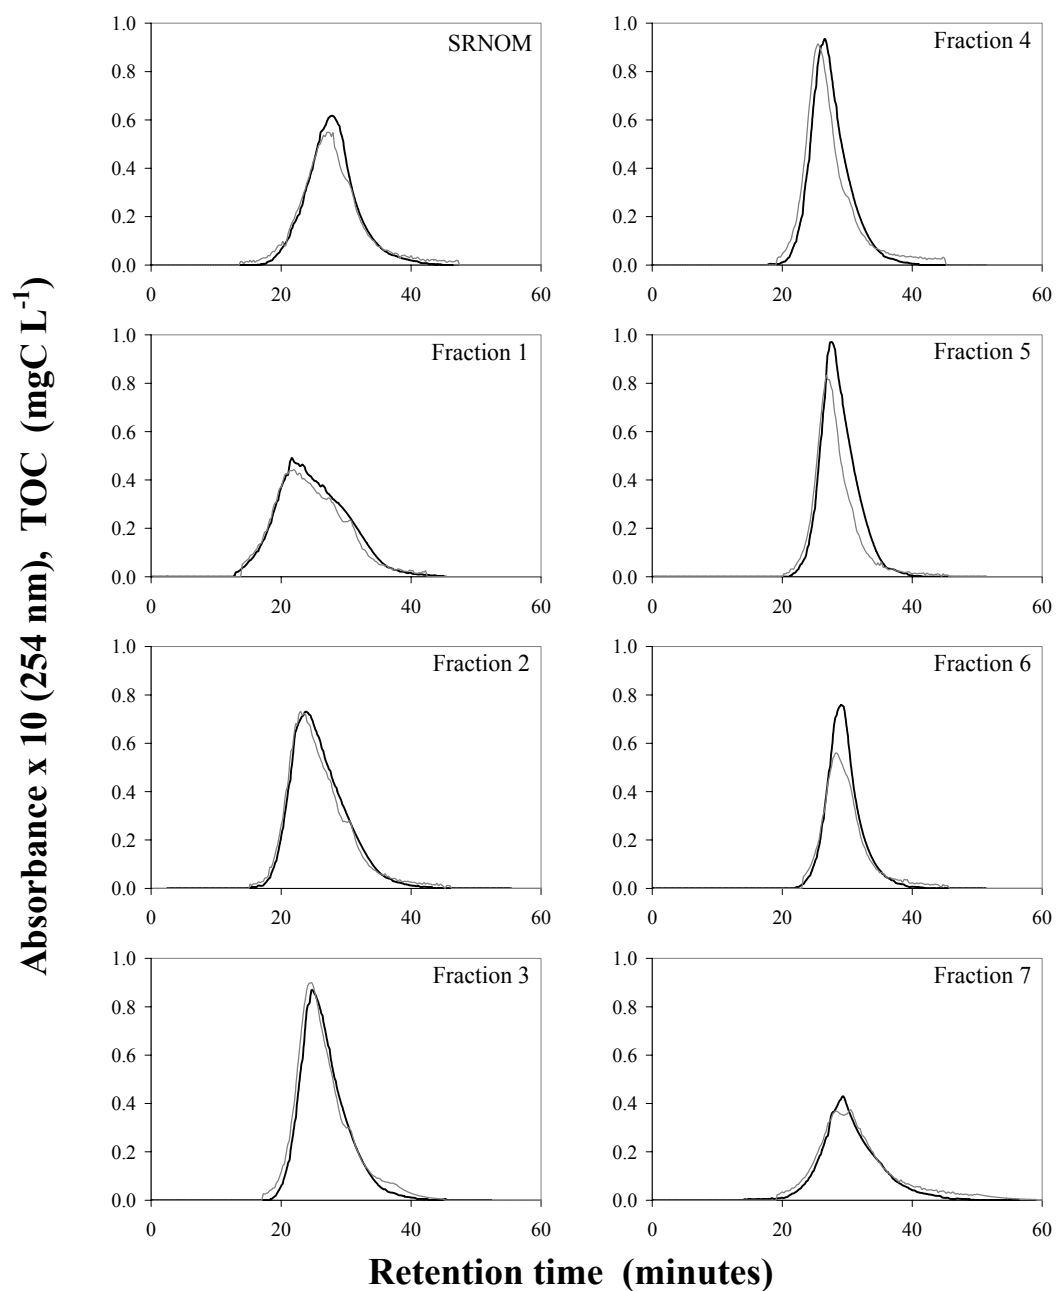 Absorbance x 10 (254 nm), TOC (mgC L-1)
SRNOM
1.0
0.8
0.6
0.4
0.2
0.0
0 20 40 60
Fraction 4
1.0
0.8
0.6
0.4
0.2
0.0
0 20 40 60
Fraction 1
1.0
0.8
0.6
0.4
0.2
0.0
0 20 40 60
Fraction 5
1.0
0.8
0.6
0.4
0.2
0.0
0 20 40 60
Fraction 2
1.0
0.8
0.6
0.4
0.2
0.0
0 20 40 60
Fraction 6
1.0
0.8
0.6
0.4
0.2
0.0
0 20 40 60
Fraction 3
1.0
0.8
0.6
0.4
0.2
0.0
0 20 40 60
Fraction 7
1.0
0.8
0.6
0.4
0.2
0.0
0 20 40 60
Retention time (minutes)